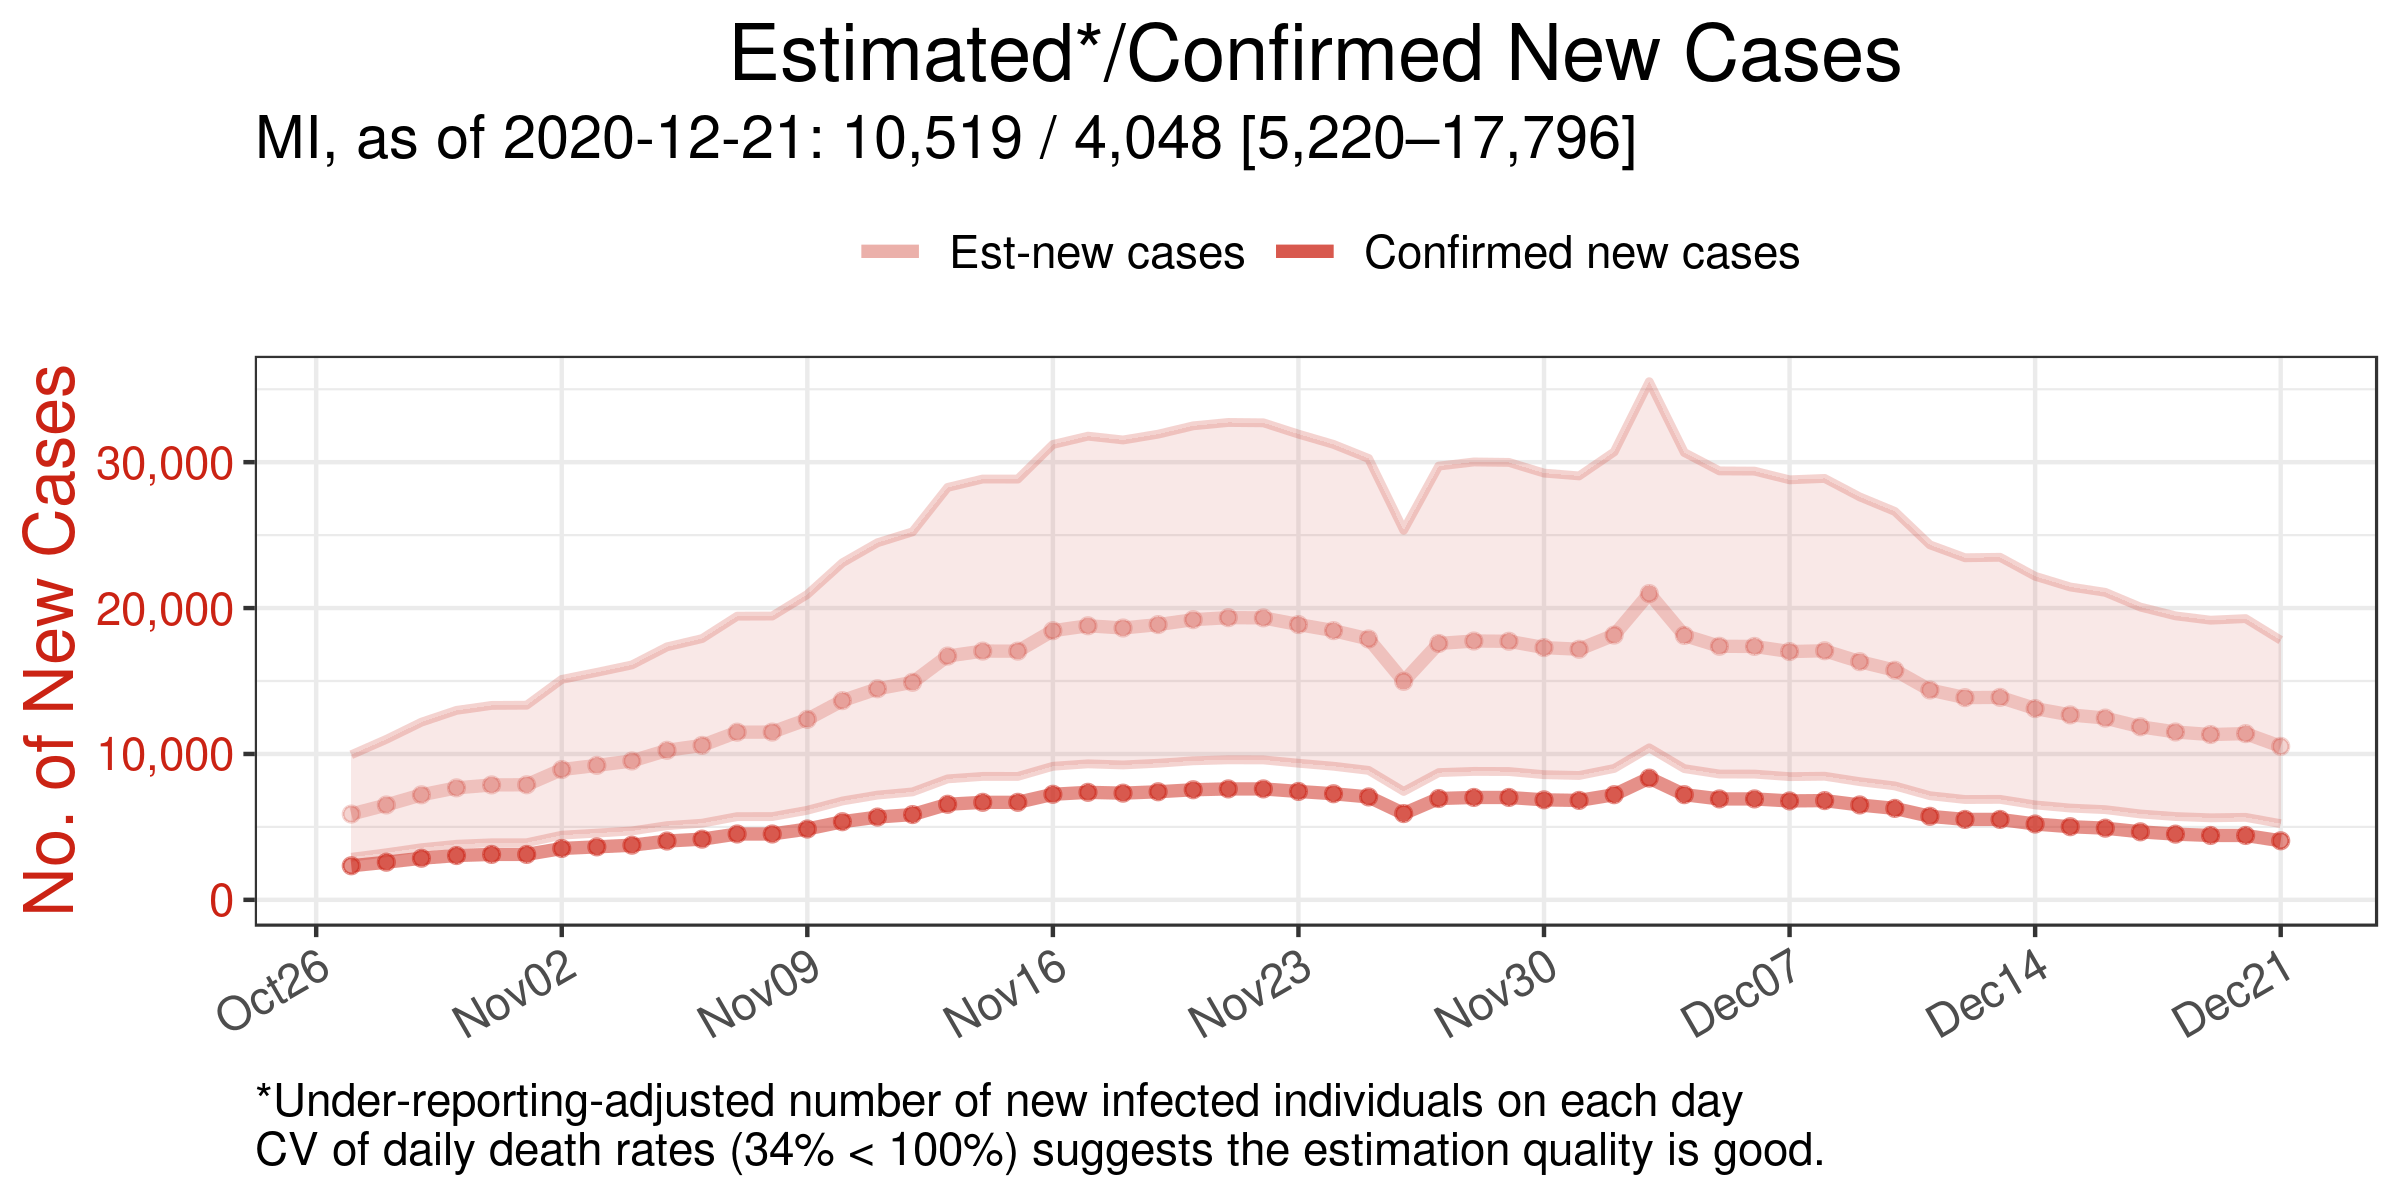 Estimated*/Confirmed New Cases
MI, as of 2020-12-21: 10,519 / 4,048 [5,220–17,796]
Est-new cases
Confirmed new cases
No. of New Cases
30,000
20,000
10,000
0
Oct26
Nov02
Nov09
Nov16
Nov23
Nov30
Dec07
Dec14
Dec21
*Under-reporting-adjusted number of new infected individuals on each day
CV of daily death rates (34% < 100%) suggests the estimation quality is good.